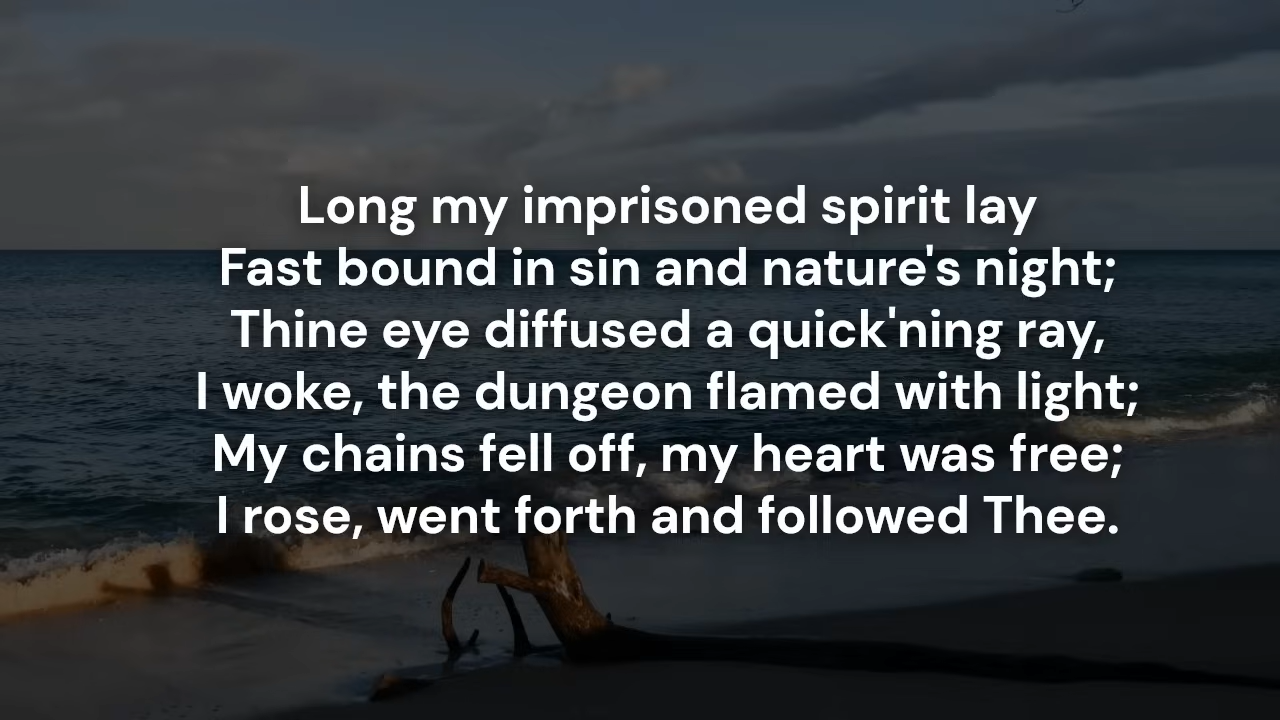 Long my imprisoned spirit lay
Fast bound in sin and nature's night;
Thine eye diffused a quick'ning ray,
I woke, the dungeon flamed with light;
My chains fell off, my heart was free;
I rose, went forth and followed Thee.